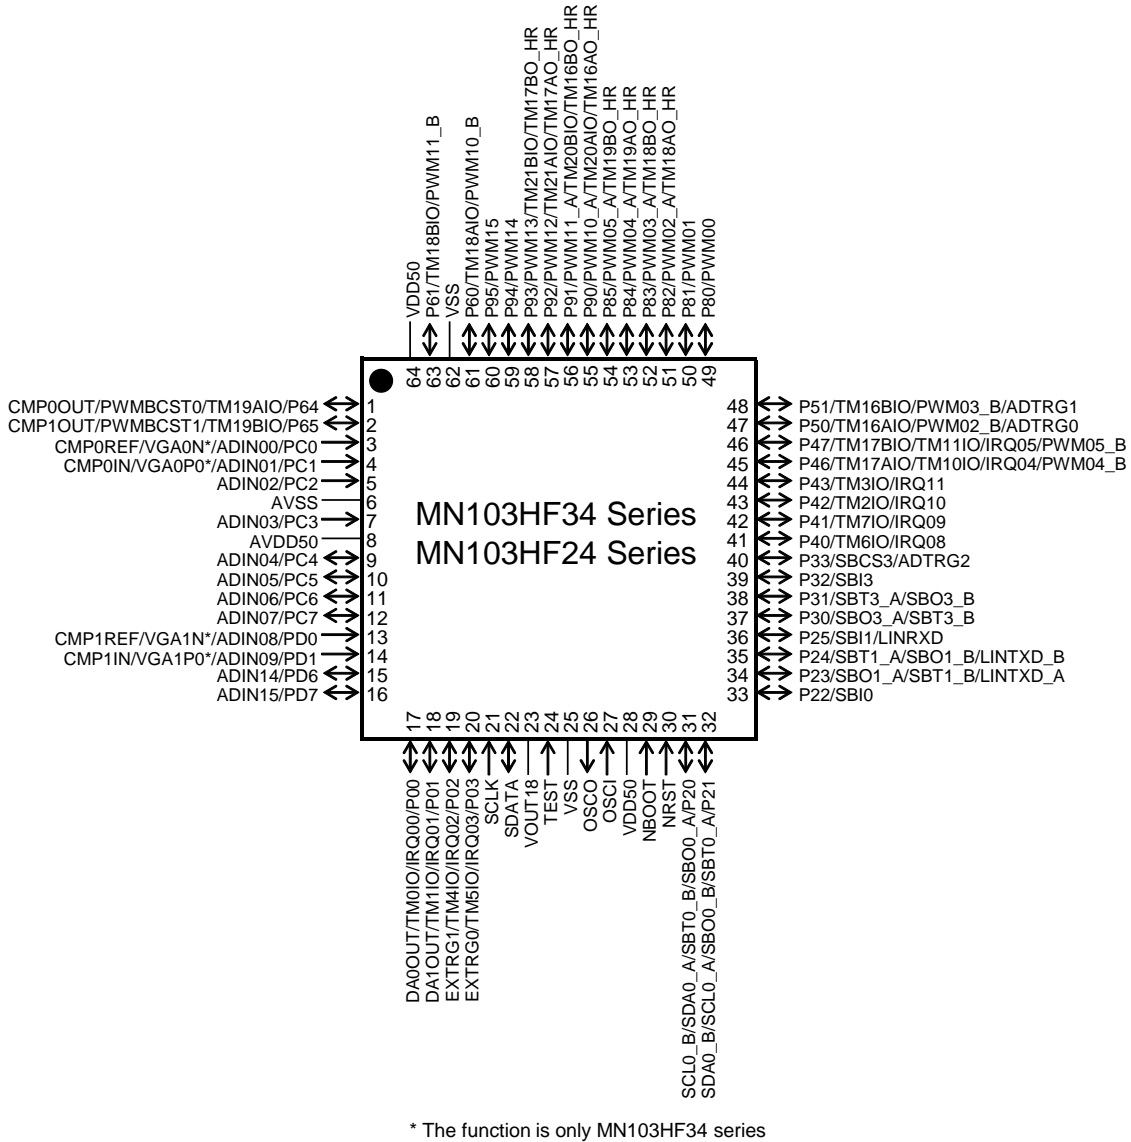 VDD50
P61/TM18BIO/PWM11_B
VSS
P60/TM18AIO/PWM10_B
P95/PWM15
P94/PWM14
P93/PWM13/TM21BIO/TM17BO_HR
P92/PWM12/TM21AIO/TM17AO_HR
P91/PWM11_A/TM20BIO/TM16BO_HR
P90/PWM10_A/TM20AIO/TM16AO_HR
P85/PWM05_A/TM19BO_HR
P84/PWM04_A/TM19AO_HR
P83/PWM03_A/TM18BO_HR
P82/PWM02_A/TM18AO_HR
P81/PWM01
P80/PWM00
64 63 62 61 60 59 58 57 56 55 54 53 52 51 50 49
CMP0OUT/PWMBCST0/TM19AIO/P64 1
CMP1OUT/PWMBCST1/TM19BIO/P65 2
CMP0REF/VGA0N*/ADIN00/PC0 3
CMP0IN/VGA0P0*/ADIN01/PC1 4
ADIN02/PC2 5
AVSS 6
ADIN03/PC3 7
AVDD50 8
ADIN04/PC4 9
ADIN05/PC5 10
ADIN06/PC6 11
ADIN07/PC7 12
CMP1REF/VGA1N*/ADIN08/PD0 13
CMP1IN/VGA1P0*/ADIN09/PD1 14
ADIN14/PD6 15
ADIN15/PD7 16
MN103HF34 Series
MN103HF24 Series
48 P51/TM16BIO/PWM03_B/ADTRG1
47 P50/TM16AIO/PWM02_B/ADTRG0
46 P47/TM17BIO/TM11IO/IRQ05/PWM05_B
45 P46/TM17AIO/TM10IO/IRQ04/PWM04_B
44 P43/TM3IO/IRQ11
43 P42/TM2IO/IRQ10
42 P41/TM7IO/IRQ09
41 P40/TM6IO/IRQ08
40 P33/SBCS3/ADTRG2
39 P32/SBI3
38 P31/SBT3_A/SBO3_B
37 P30/SBO3_A/SBT3_B
36 P25/SBI1/LINRXD
35 P24/SBT1_A/SBO1_B/LINTXD_B
34 P23/SBO1_A/SBT1_B/LINTXD_A
33 P22/SBI0
17 18 19 20 21 22 23 24 25 26 27 28 29 30 31 32
DA0OUT/TM0IO/IRQ00/P00
DA1OUT/TM1IO/IRQ01/P01
EXTRG1/TM4IO/IRQ02/P02
EXTRG0/TM5IO/IRQ03/P03
SCLK
SDATA
VOUT18
TEST
VSS
OSCO
OSCI
VDD50
NBOOT
NRST
SCL0_B/SDA0_A/SBT0_B/SBO0_A/P20
SDA0_B/SCL0_A/SBO0_B/SBT0_A/P21
* The function is only MN103HF34 series